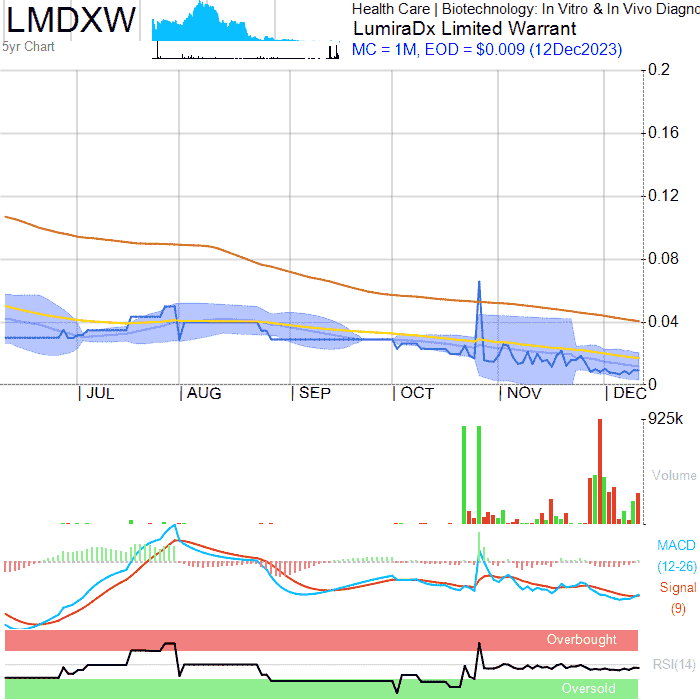 LMDXW
5yr Chart
Health Care | Biotechnology: In Vitro & In Vivo Diagno
LumiraDx Limited Warrant
MC = 1M, EOD = $0.009 (12Dec2023)
0.2
0.16
0.12
0.08
0.04
0
| JUL | AUG | SEP | OCT | NOV | DEC
925k
Volume
MACD
(12-26)
Signal
(9)
Overbought
RSI(14)
Oversold